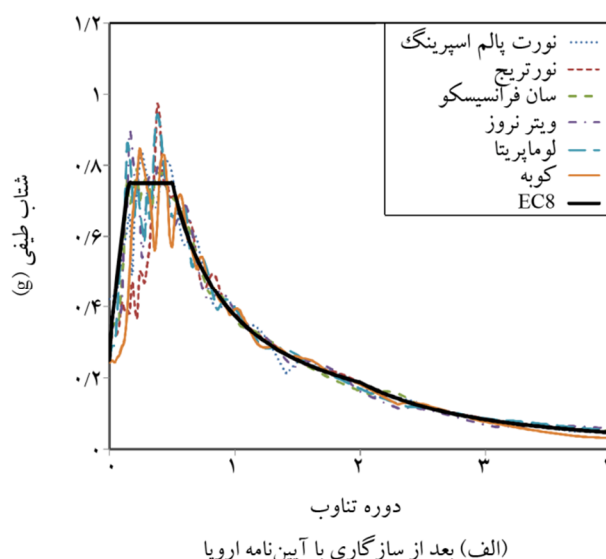 ۱/۲
۱
۰/۸
۰/۶
۰/۴
۰/۲
۰
شتاب طیفی (g)
نورت پالم اسپرینگ
نورتریج
سان فرانسیسکو
ویتر نروز
لوماپریتا
کوبه
EC8
۰
۱
۲
۳
دوره تناوب
(الف) بعد از سازگاری با آیین‌نامه اروپا